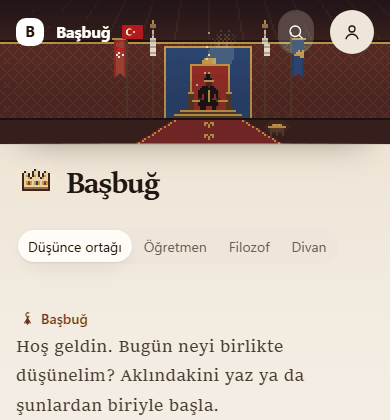 B Başbuğ
Başbuğ
Düşünce ortağı Öğretmen Filozof Divan
Başbuğ
Hoş geldin. Bugün neyi birlikte
düşünelim? Aklındakini yaz ya da
şunlardan biriyle başla.